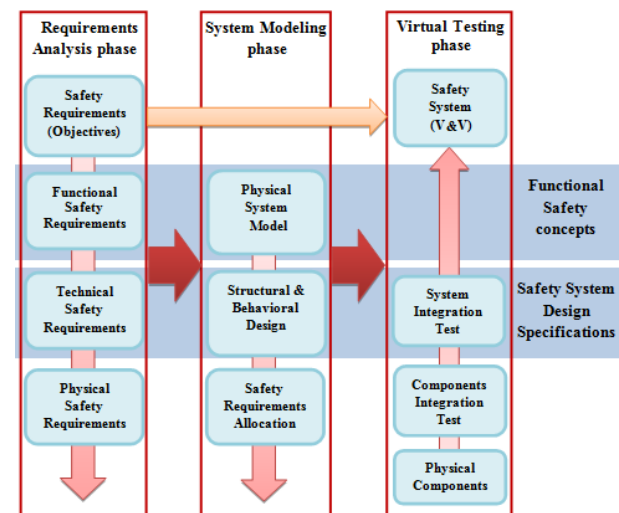 Requirements
Analysis phase
Safety
Requirements
(Objectives)
Functional
Safety
Requirements
Technical
Safety
Requirements
Physical
Safety
Requirements
System Modeling
phase
Physical
System
Model
Structural &
Behavioral
Design
Safety
Requirements
Allocation
Virtual Testing
phase
Safety
System
(V&V)
System
Integration
Test
Components
Integration
Test
Physical
Components
Functional
Safety
concepts
Safety System
Design
Specifications